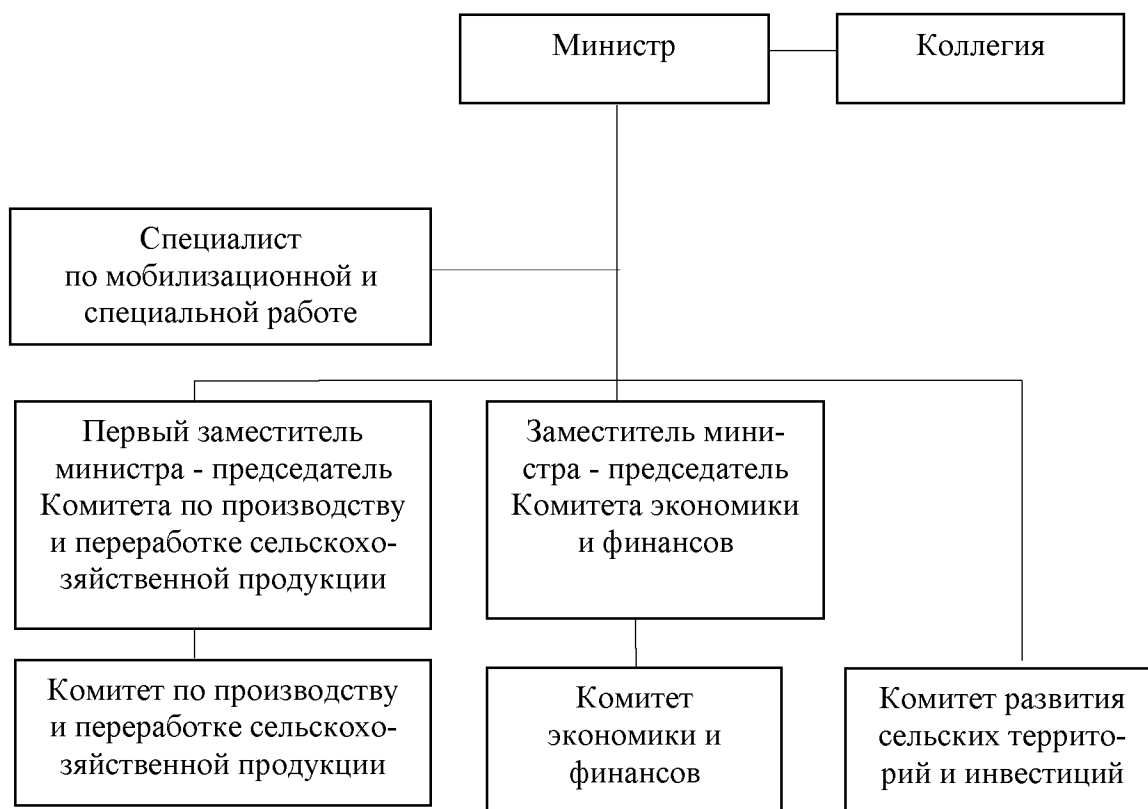 Министр
Коллегия
Специалист
по мобилизационной и
специальной работе
Первый заместитель
министра - председатель
Комитета по производству
и переработке сельскохо-
зяйственной продукции
Заместитель мини-
стра - председатель
Комитета экономики
и финансов
Комитет по производству
и переработке сельскохо-
зяйственной продукции
Комитет
экономики и
финансов
Комитет развития
сельских террито-
рий и инвестиций